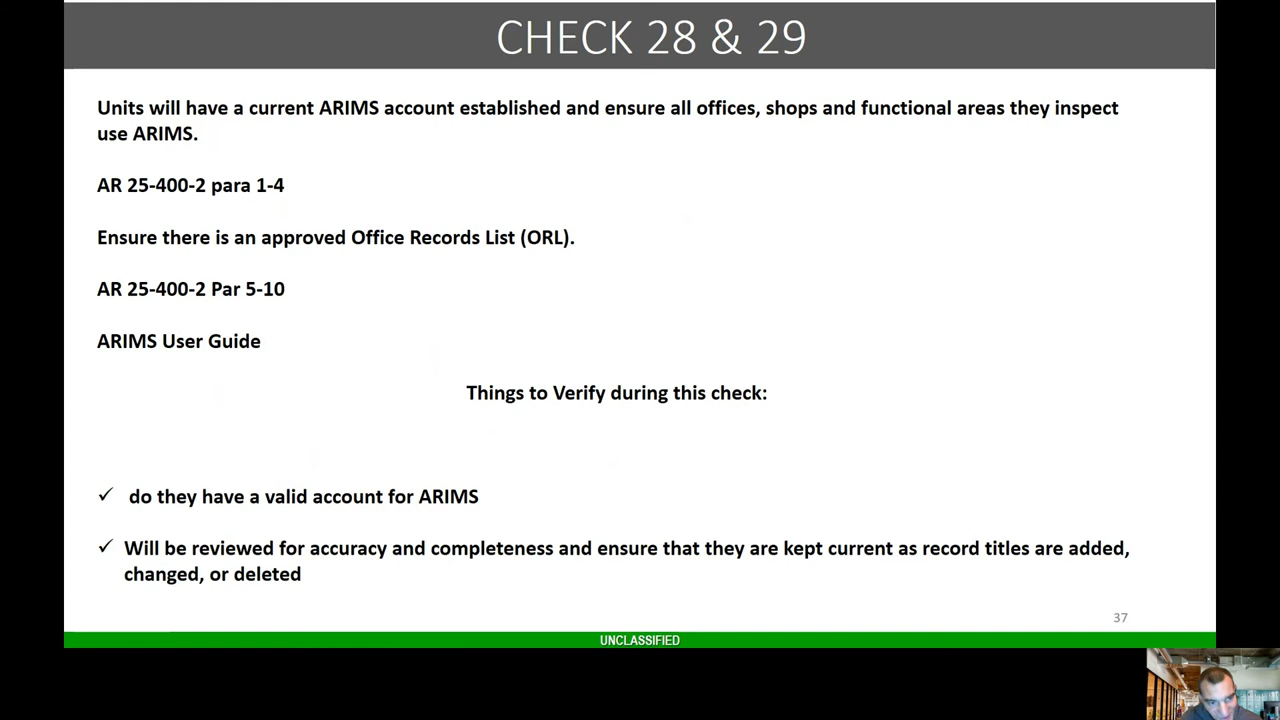 CHECK 28 & 29
Units will have a current ARIMS account established and ensure all offices, shops and functional areas they inspect
use ARIMS.
AR 25-400-2 para 1-4
Ensure there is an approved Office Records List (ORL).
AR 25-400-2 Par 5-10
ARIMS User Guide
Things to Verify during this check:
✓ do they have a valid account for ARIMS
✓ Will be reviewed for accuracy and completeness and ensure that they are kept current as record titles are added,
changed, or deleted
37
UNCLASSIFIED